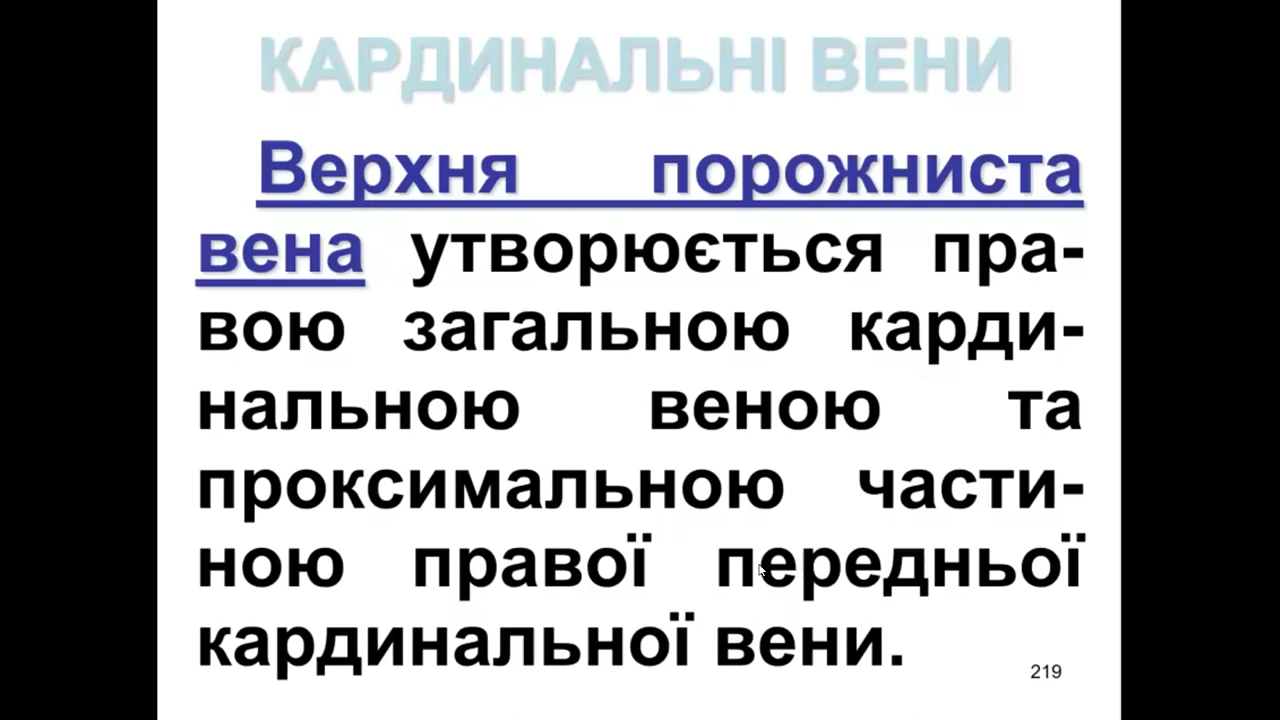 КАРДИНАЛЬНІ ВЕНИ
Верхня порожниста
вена утворюється пра-
вою загальною карди-
нальною веною та
проксимальною части-
ною правої передньої
кардинальної вени.
219